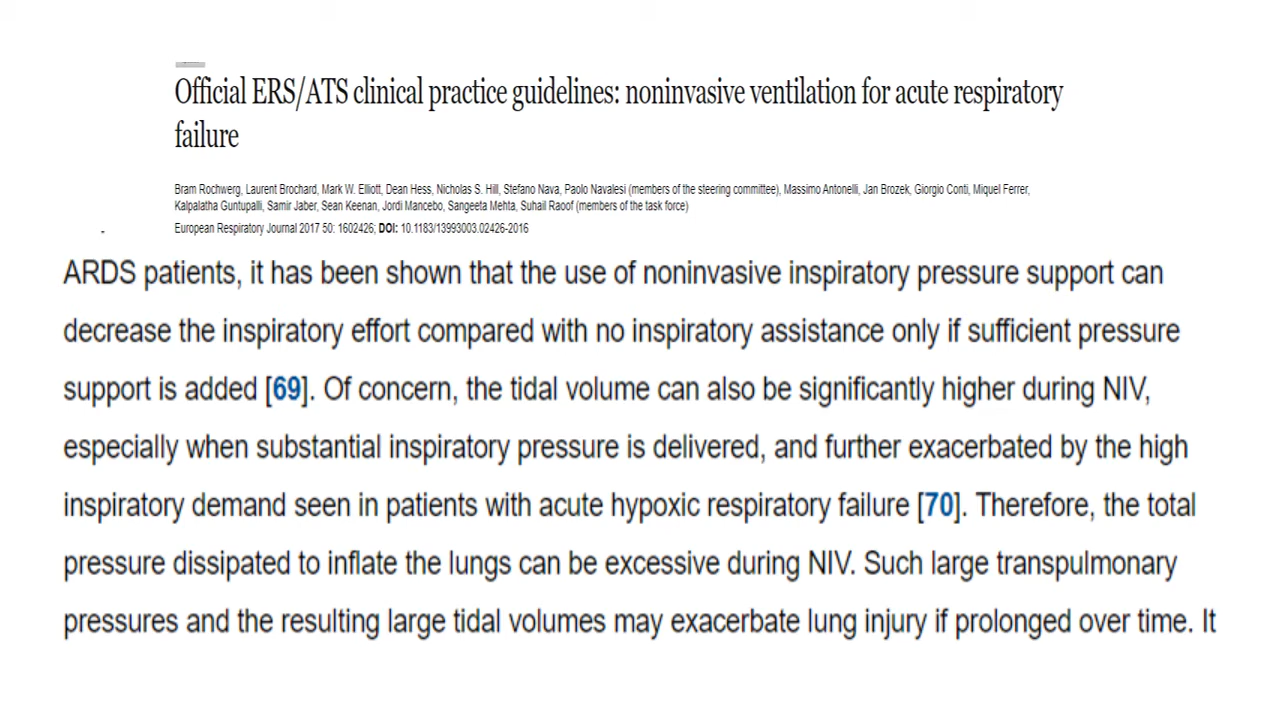 Official ERS/ATS clinical practice guidelines: noninvasive ventilation for acute respiratory
failure
Bram Rochwerg, Laurent Brochard, Mark W. Elliott, Dean Hess, Nicholas S. Hill, Stefano Nava, Paolo Navalesi (members of the steering committee), Massimo Antonelli, Jan Brozek, Giorgio Conti, Miquel Ferrer,
Kalpalatha Guntupalli, Samir Jaber, Sean Keenan, Jordi Mancebo, Sangeeta Mehta, Suhail Raoof (members of the task force)
European Respiratory Journal 2017 50: 1602426; DOI: 10.1183/13993003.02426-2016
ARDS patients, it has been shown that the use of noninvasive inspiratory pressure support can
decrease the inspiratory effort compared with no inspiratory assistance only if sufficient pressure
support is added [69]. Of concern, the tidal volume can also be significantly higher during NIV,
especially when substantial inspiratory pressure is delivered, and further exacerbated by the high
inspiratory demand seen in patients with acute hypoxic respiratory failure [70]. Therefore, the total
pressure dissipated to inflate the lungs can be excessive during NIV. Such large transpulmonary
pressures and the resulting large tidal volumes may exacerbate lung injury if prolonged over time. It